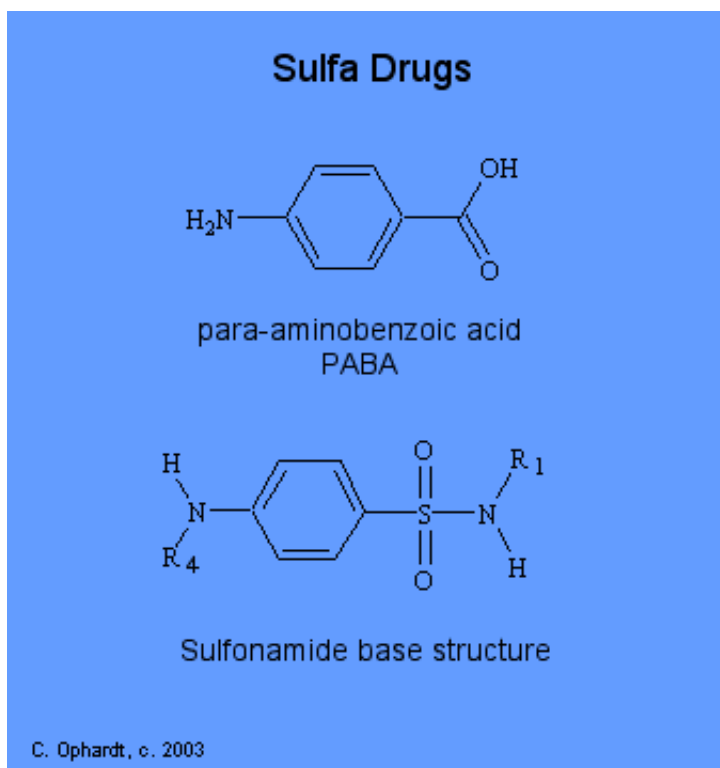 Sulfa Drugs
OH
H₂N
O
para-aminobenzoic acid
PABA
O
H
R₁
N
S
N
R₄
O
H
Sulfonamide base structure
C. Ophardt, c. 2003